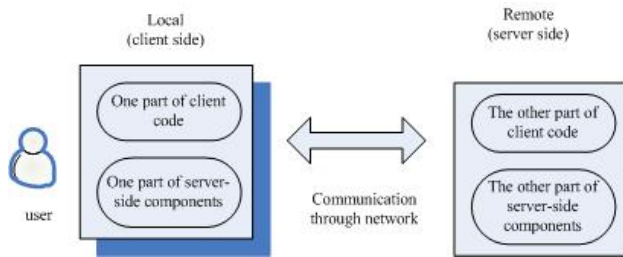 Local
(client side)
One part of client
code
One part of server-
side components
user
Communication
through network
Remote
(server side)
The other part of
client code
The other part of
server-side
components